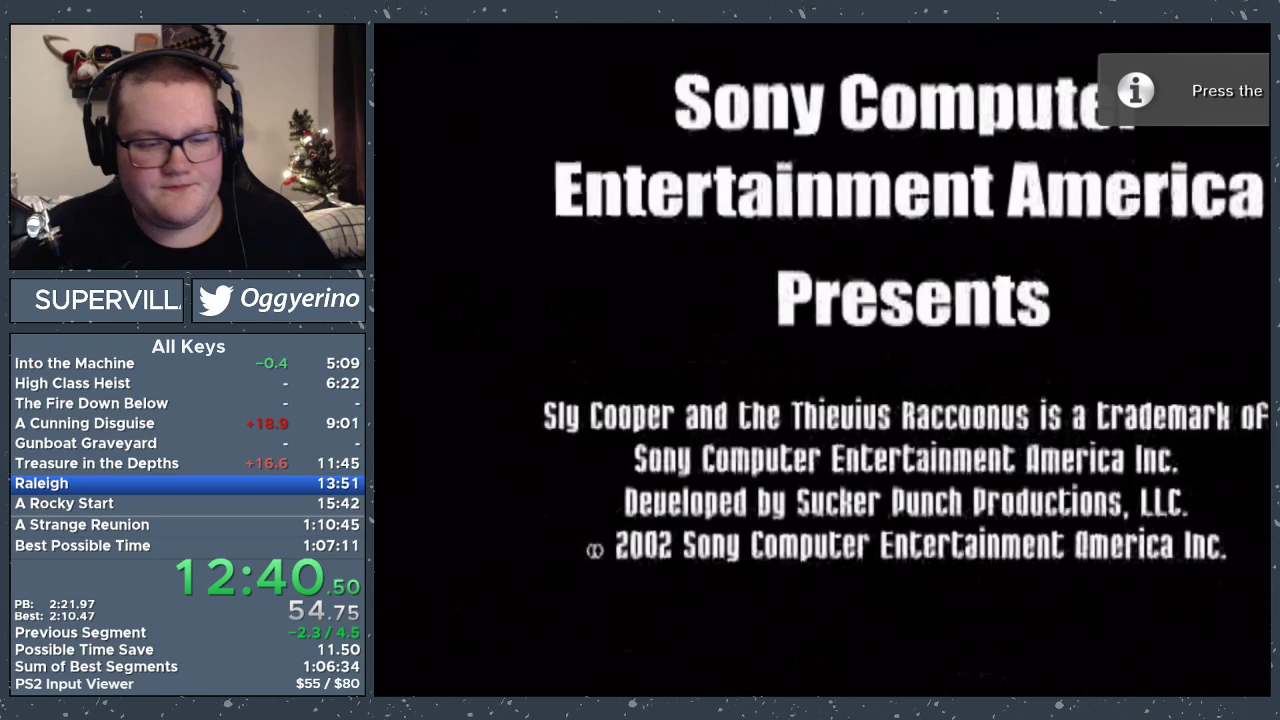 Sony Computer
Entertainment America
Presents
Press the
Sly Cooper and the Thievius Raccoonus is a trademark of
Sony Computer Entertainment America Inc.
Developed by Sucker Punch Productions, LLC.
© 2002 Sony Computer Entertainment America Inc.
SUPERVILL
Oggyerino
All Keys
Into the Machine −0.4 5:09
High Class Heist - 6:22
The Fire Down Below - -
A Cunning Disguise +18.9 9:01
Gunboat Graveyard - -
Treasure in the Depths +16.6 11:45
Raleigh 13:51
A Rocky Start 15:42
A Strange Reunion 1:10:45
Best Possible Time 1:07:11
12:40.50
PB: 2:21.97
Best: 2:10.47
54.75
Previous Segment −2.3 / 4.5
Possible Time Save 11.50
Sum of Best Segments 1:06:34
PS2 Input Viewer $55 / $80